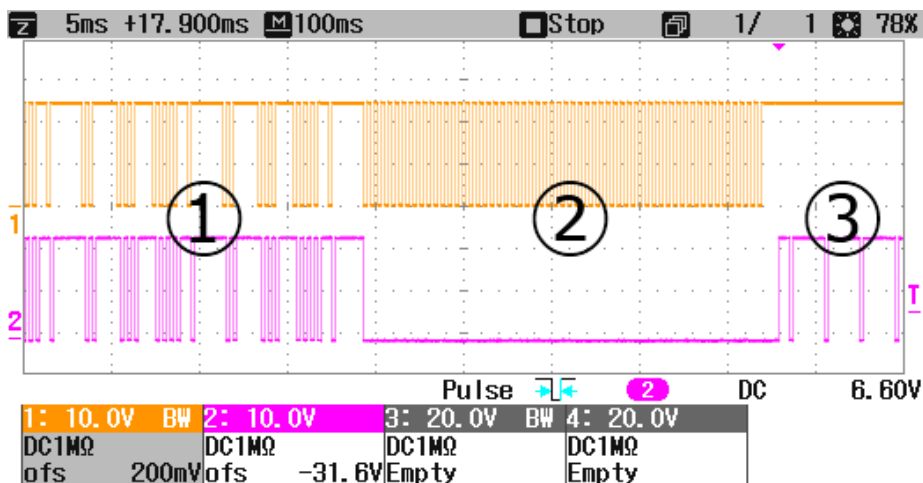 Z 5ms +17.900ms M 100ms Stop 1/ 1 78%
1
2
T
① ② ③
Pulse 2 DC 6.60V
1: 10.0V BW 2: 10.0V 3: 20.0V BW 4: 20.0V
DC1MΩ DC1MΩ DC1MΩ DC1MΩ
ofs 200mV ofs -31.6V Empty Empty